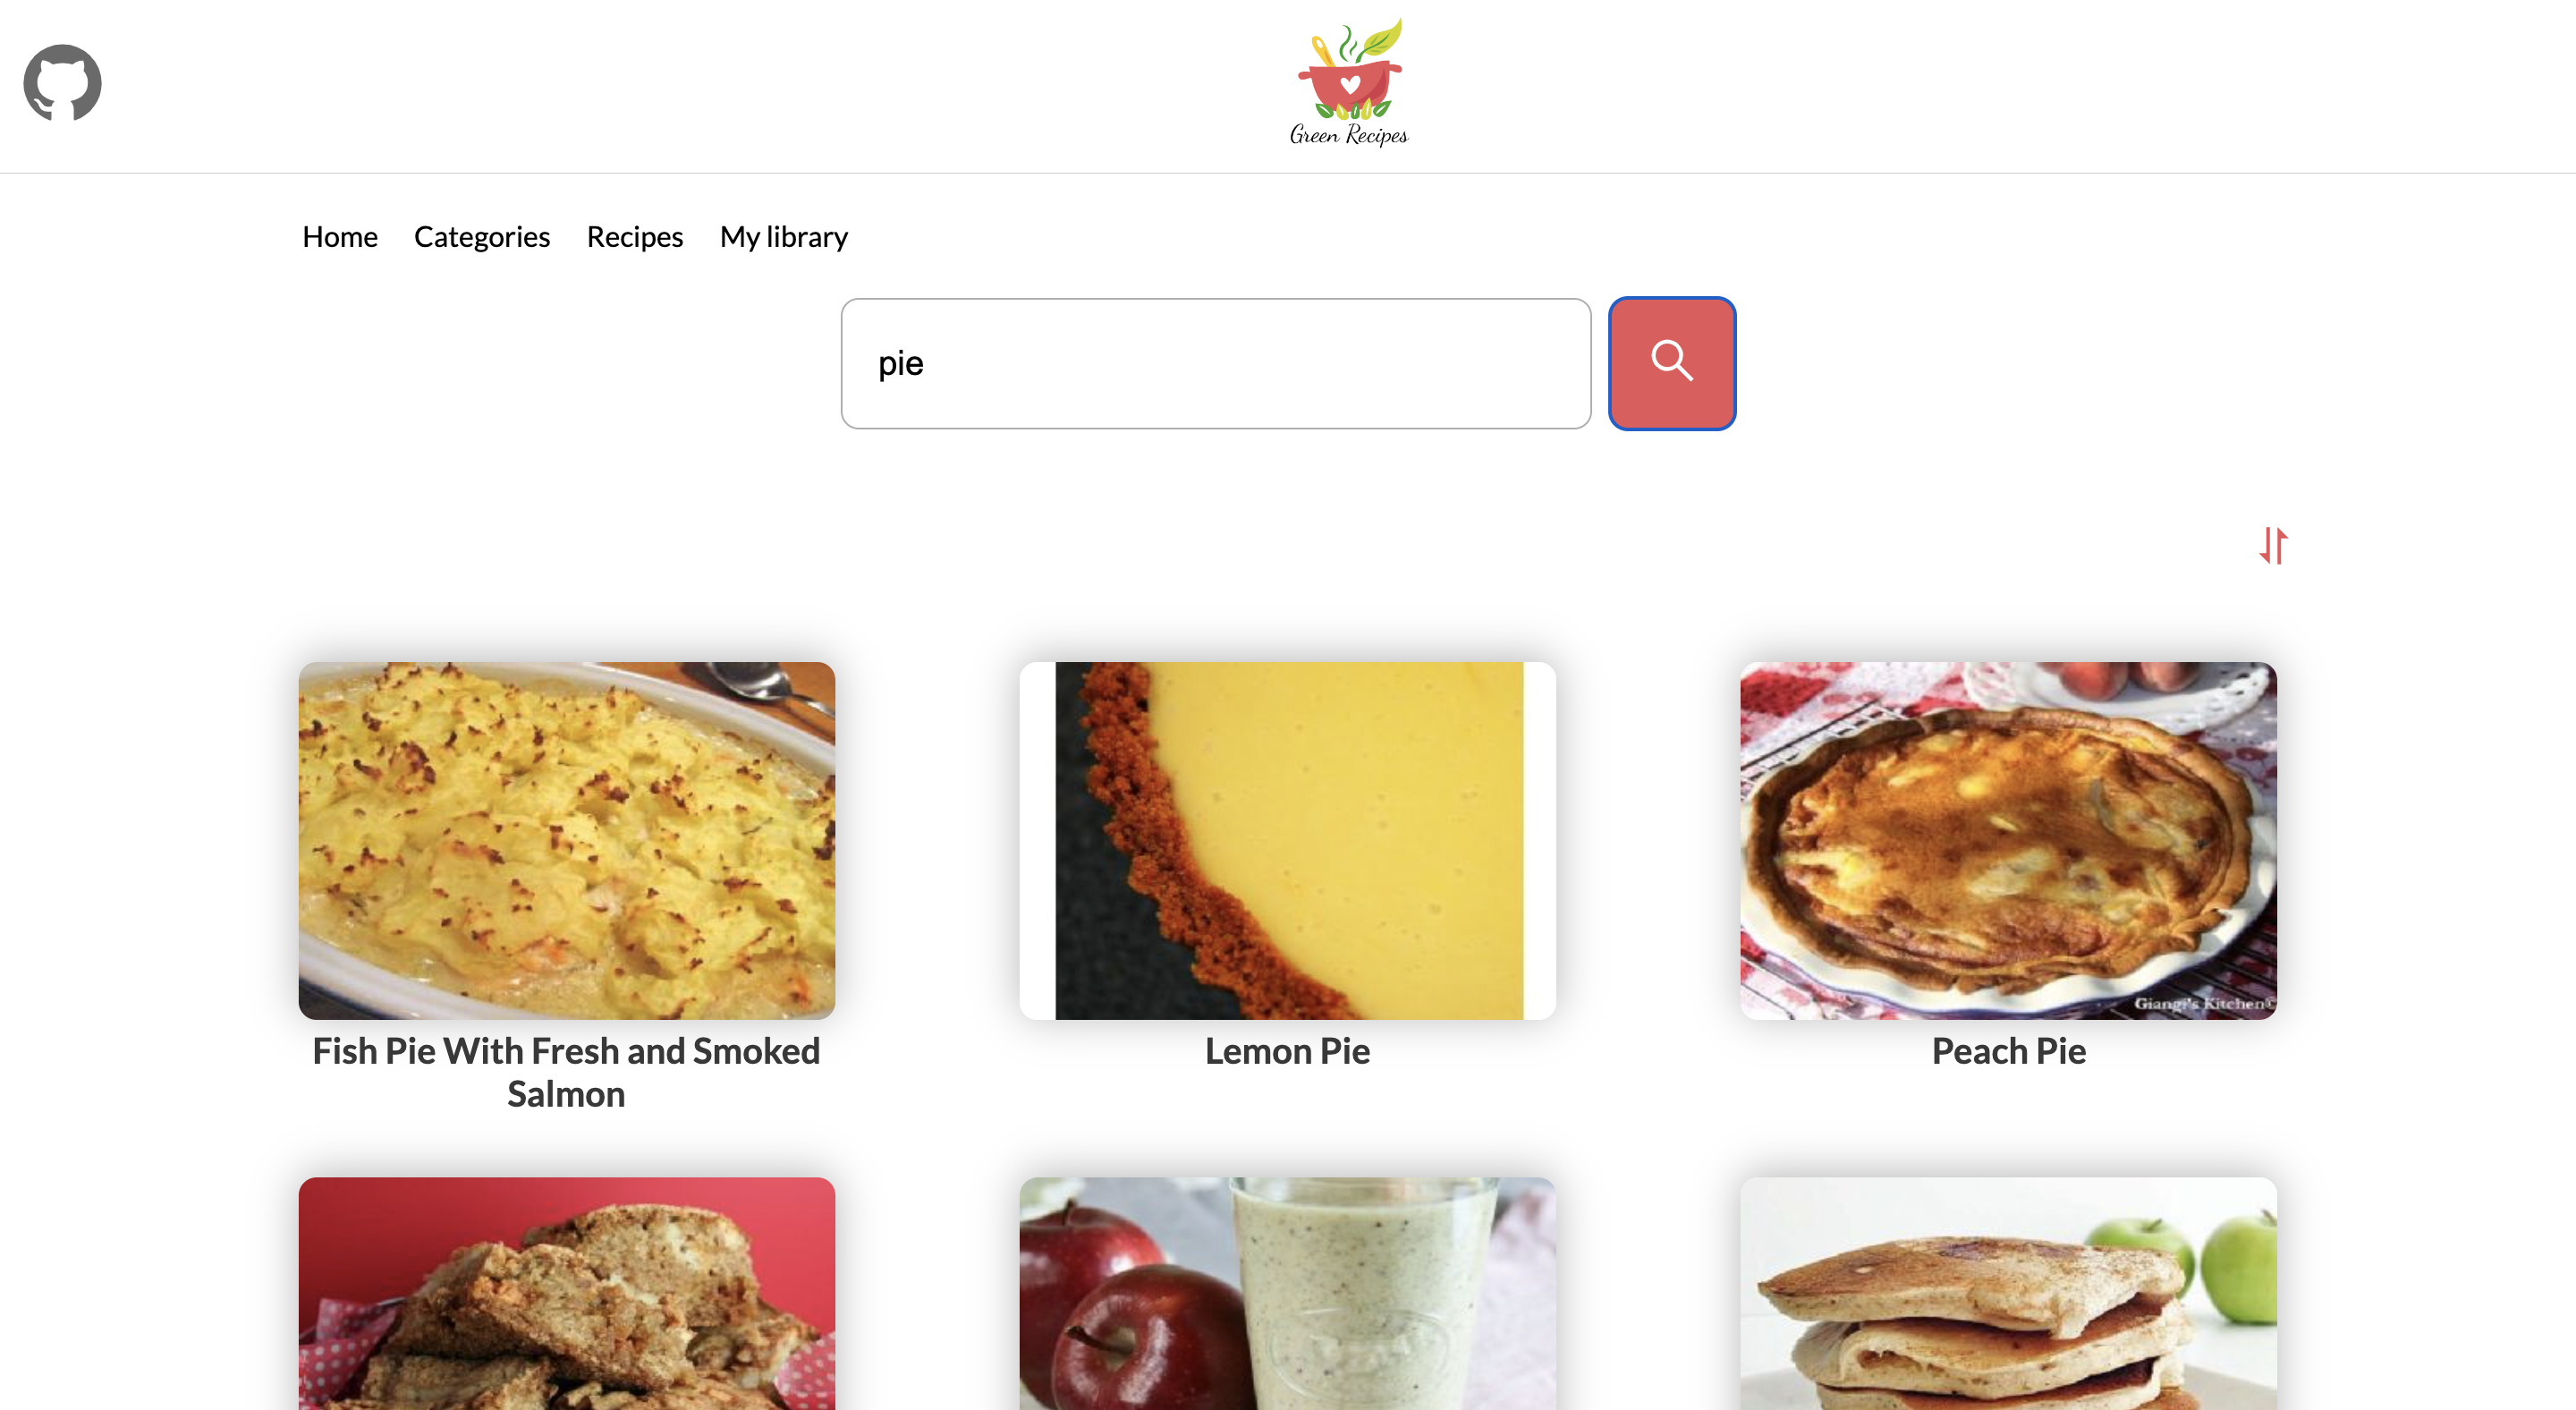 Green Recipes
Home Categories Recipes My library
pie
Giangi's Kitchen©
Fish Pie With Fresh and Smoked
Salmon
Lemon Pie
Peach Pie